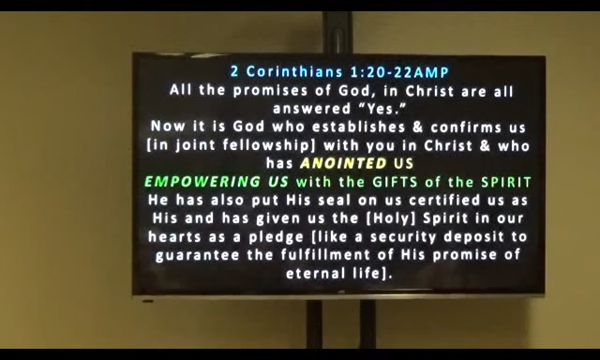 2 Corinthians 1:20-22AMP
All the promises of God, in Christ are all
answered “Yes.”
Now it is God who establishes & confirms us
[in joint fellowship] with you in Christ & who
has ANOINTED US
EMPOWERING US with the GIFTS of the SPIRIT
He has also put His seal on us certified us as
His and has given us the [Holy] Spirit in our
hearts as a pledge [like a security deposit to
guarantee the fulfillment of His promise of
eternal life].